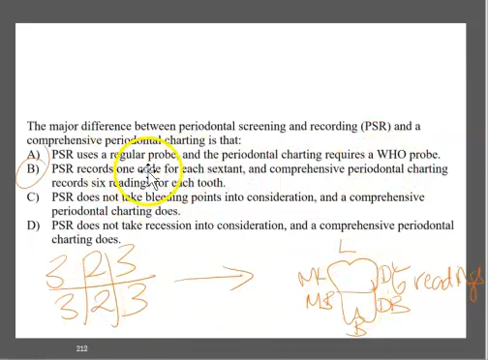 The major difference between periodontal screening and recording (PSR) and a
comprehensive periodontal charting is that:
A) PSR uses a regular probe, and the periodontal charting requires a WHO probe.
B) PSR records one code for each sextant, and comprehensive periodontal charting
records six readings for each tooth.
C) PSR does not take bleeding points into consideration, and a comprehensive
periodontal charting does.
D) PSR does not take recession into consideration, and a comprehensive periodontal
charting does.
L
3 2 3
ML DL
6 readings
3 2 3
MB DB
B
212